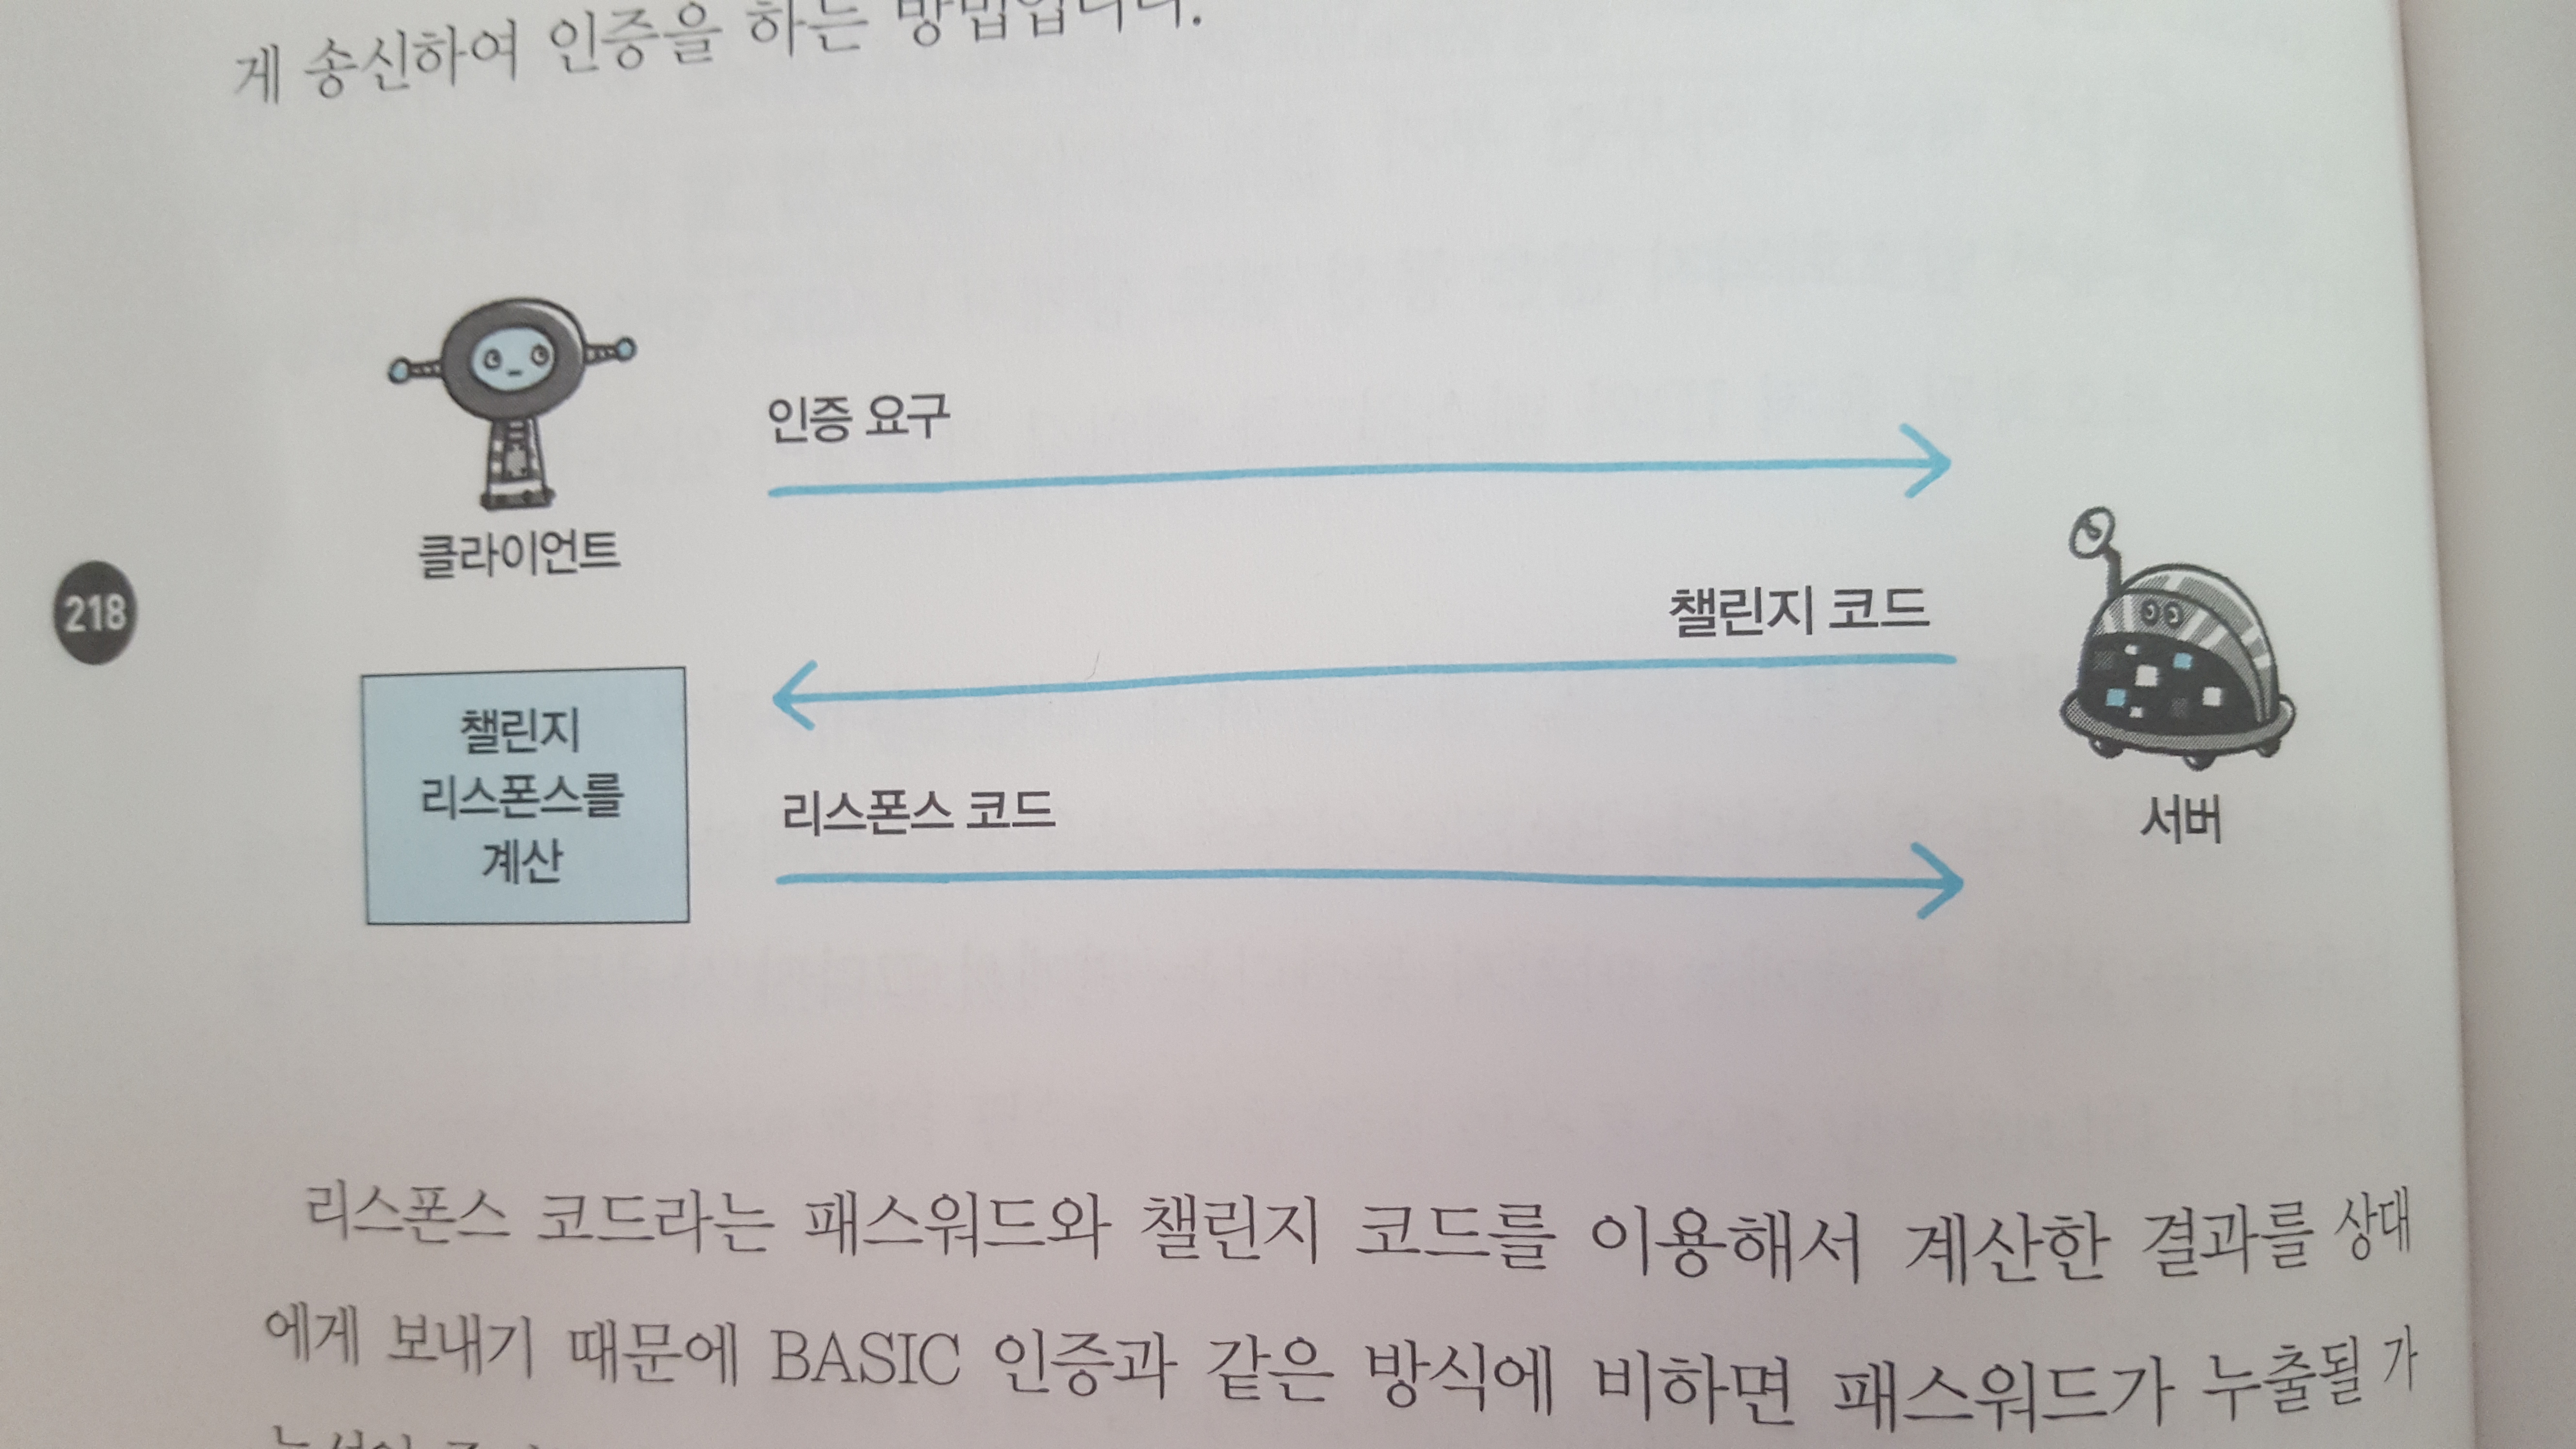 게 송신하여 인증을 하는 방법입니다.
인증 요구
클라이언트
218
챌린지 코드
챌린지
리스폰스를
계산
리스폰스 코드
서버
리스폰스 코드라는 패스워드와 챌린지 코드를 이용해서 계산한 결과를 상대
에게 보내기 때문에 BASIC 인증과 같은 방식에 비하면 패스워드가 누출될 가